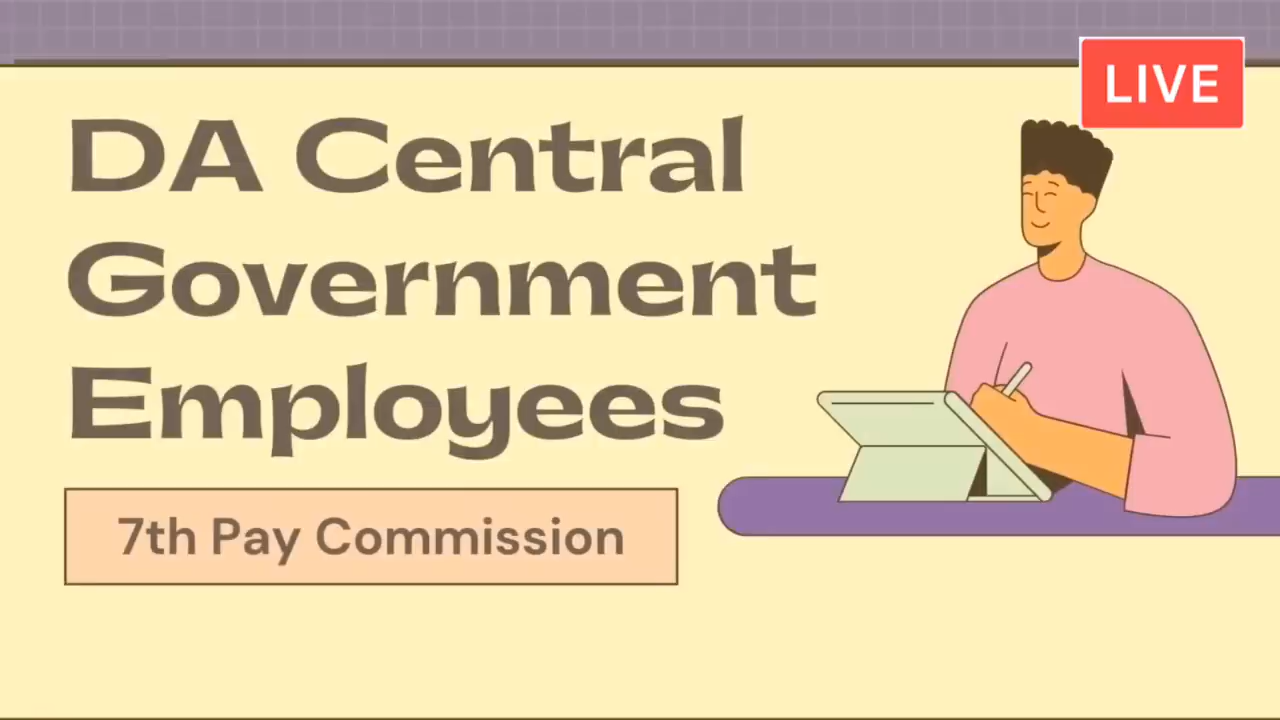 LIVE
DA Central
Government
Employees
7th Pay Commission